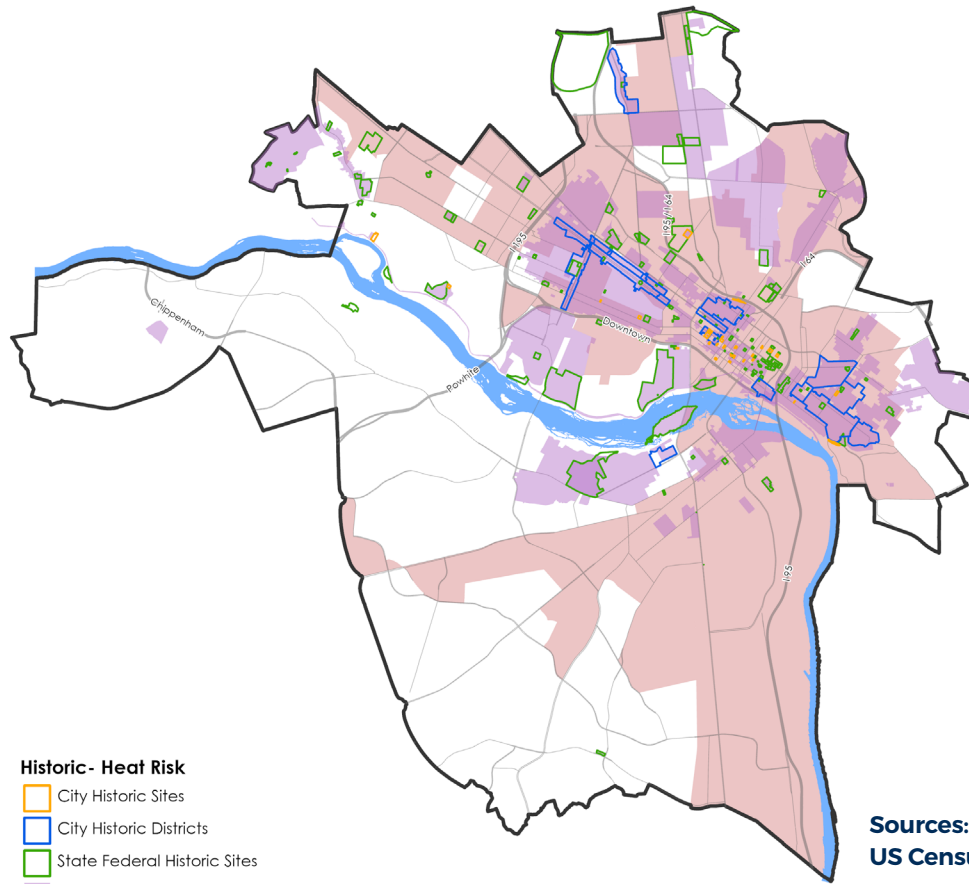 I 95 / I 64
I 195
I 64
Chippenham
Downtown
Powhite
I 95
Historic- Heat Risk
City Historic Sites
City Historic Districts
State Federal Historic Sites
Sources:
US Censu